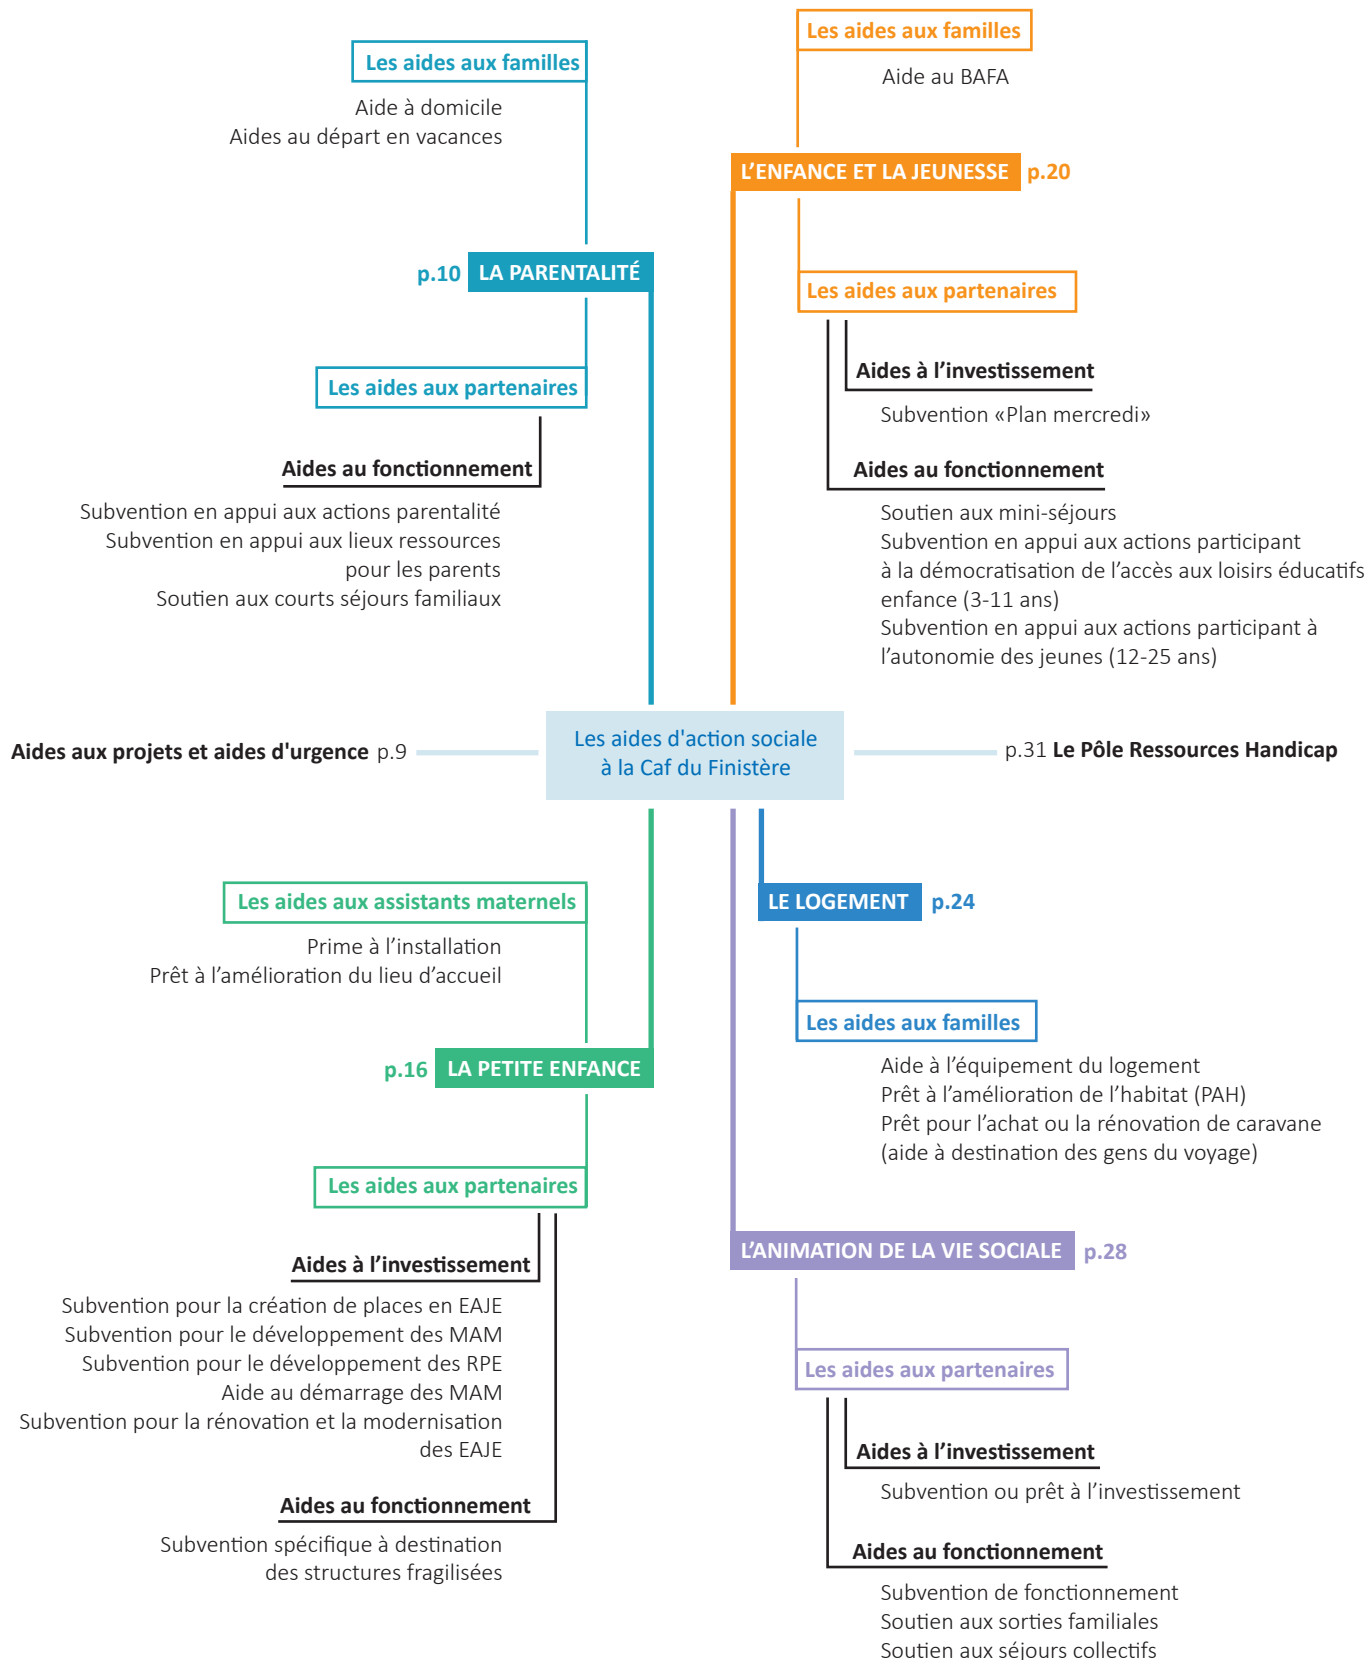 Les aides aux familles
Aide à domicile
Aides au départ en vacances
p.10 LA PARENTALITÉ
Les aides aux partenaires
Aides au fonctionnement
Subvention en appui aux actions parentalité
Subvention en appui aux lieux ressources
pour les parents
Soutien aux courts séjours familiaux
Les aides aux familles
Aide au BAFA
L’ENFANCE ET LA JEUNESSE p.20
Les aides aux partenaires
Aides à l’investissement
Subvention «Plan mercredi»
Aides au fonctionnement
Soutien aux mini-séjours
Subvention en appui aux actions participant
à la démocratisation de l’accès aux loisirs éducatifs
enfance (3-11 ans)
Subvention en appui aux actions participant à
l’autonomie des jeunes (12-25 ans)
Aides aux projets et aides d'urgence p.9
Les aides d'action sociale
à la Caf du Finistère
p.31 Le Pôle Ressources Handicap
Les aides aux assistants maternels
Prime à l’installation
Prêt à l’amélioration du lieu d’accueil
p.16 LA PETITE ENFANCE
Les aides aux partenaires
Aides à l’investissement
Subvention pour la création de places en EAJE
Subvention pour le développement des MAM
Subvention pour le développement des RPE
Aide au démarrage des MAM
Subvention pour la rénovation et la modernisation
des EAJE
Aides au fonctionnement
Subvention spécifique à destination
des structures fragilisées
LE LOGEMENT p.24
Les aides aux familles
Aide à l’équipement du logement
Prêt à l’amélioration de l’habitat (PAH)
Prêt pour l’achat ou la rénovation de caravane
(aide à destination des gens du voyage)
L’ANIMATION DE LA VIE SOCIALE p.28
Les aides aux partenaires
Aides à l’investissement
Subvention ou prêt à l’investissement
Aides au fonctionnement
Subvention de fonctionnement
Soutien aux sorties familiales
Soutien aux séjours collectifs